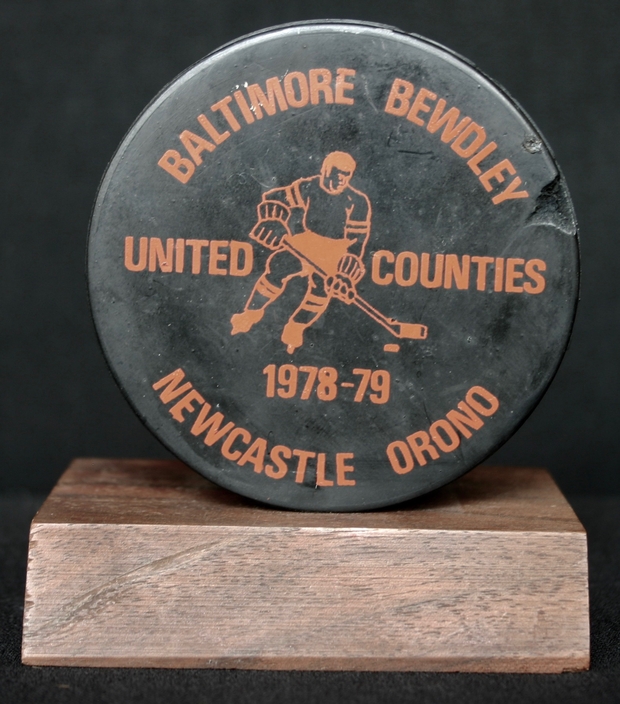 BALTIMORE BEWDLEY
UNITED COUNTIES
1978-79
NEWCASTLE ORONO